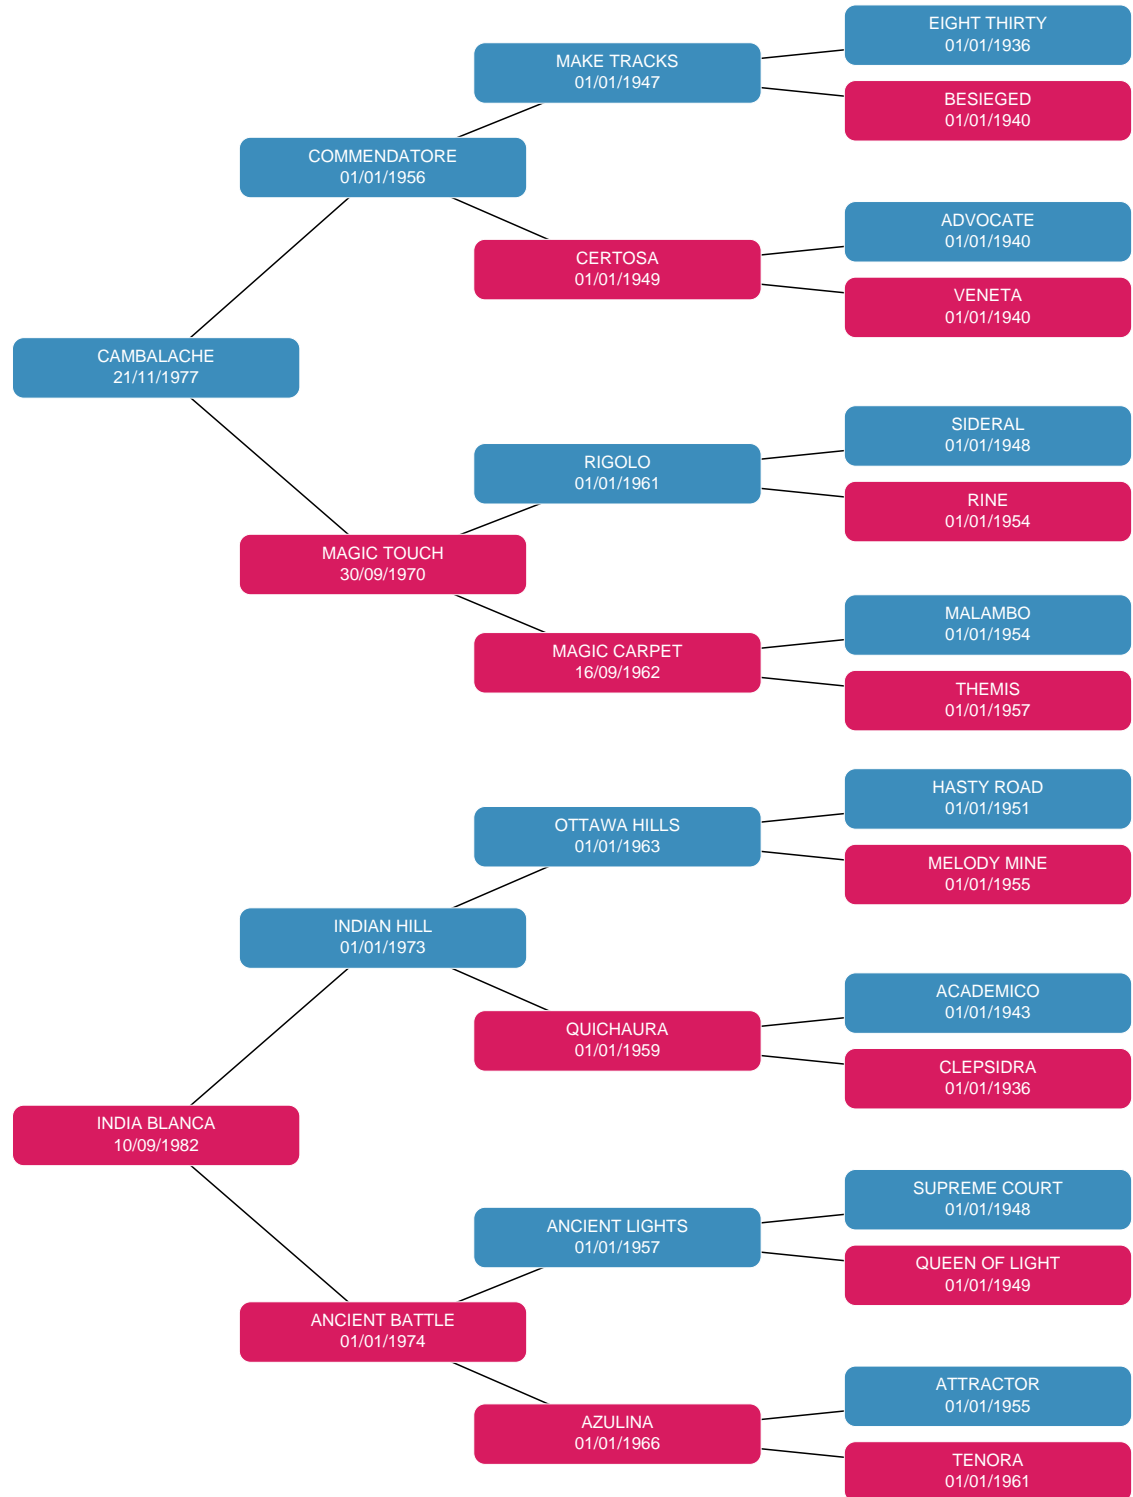 EIGHT THIRTY
01/01/1936
MAKE TRACKS
01/01/1947
BESIEGED
01/01/1940
COMMENDATORE
01/01/1956
ADVOCATE
01/01/1940
CERTOSA
01/01/1949
VENETA
01/01/1940
CAMBALACHE
21/11/1977
SIDERAL
01/01/1948
RIGOLO
01/01/1961
RINE
01/01/1954
MAGIC TOUCH
30/09/1970
MALAMBO
01/01/1954
MAGIC CARPET
16/09/1962
THEMIS
01/01/1957
HASTY ROAD
01/01/1951
OTTAWA HILLS
01/01/1963
MELODY MINE
01/01/1955
INDIAN HILL
01/01/1973
ACADEMICO
01/01/1943
QUICHAURA
01/01/1959
CLEPSIDRA
01/01/1936
INDIA BLANCA
10/09/1982
SUPREME COURT
01/01/1948
ANCIENT LIGHTS
01/01/1957
QUEEN OF LIGHT
01/01/1949
ANCIENT BATTLE
01/01/1974
ATTRACTOR
01/01/1955
AZULINA
01/01/1966
TENORA
01/01/1961